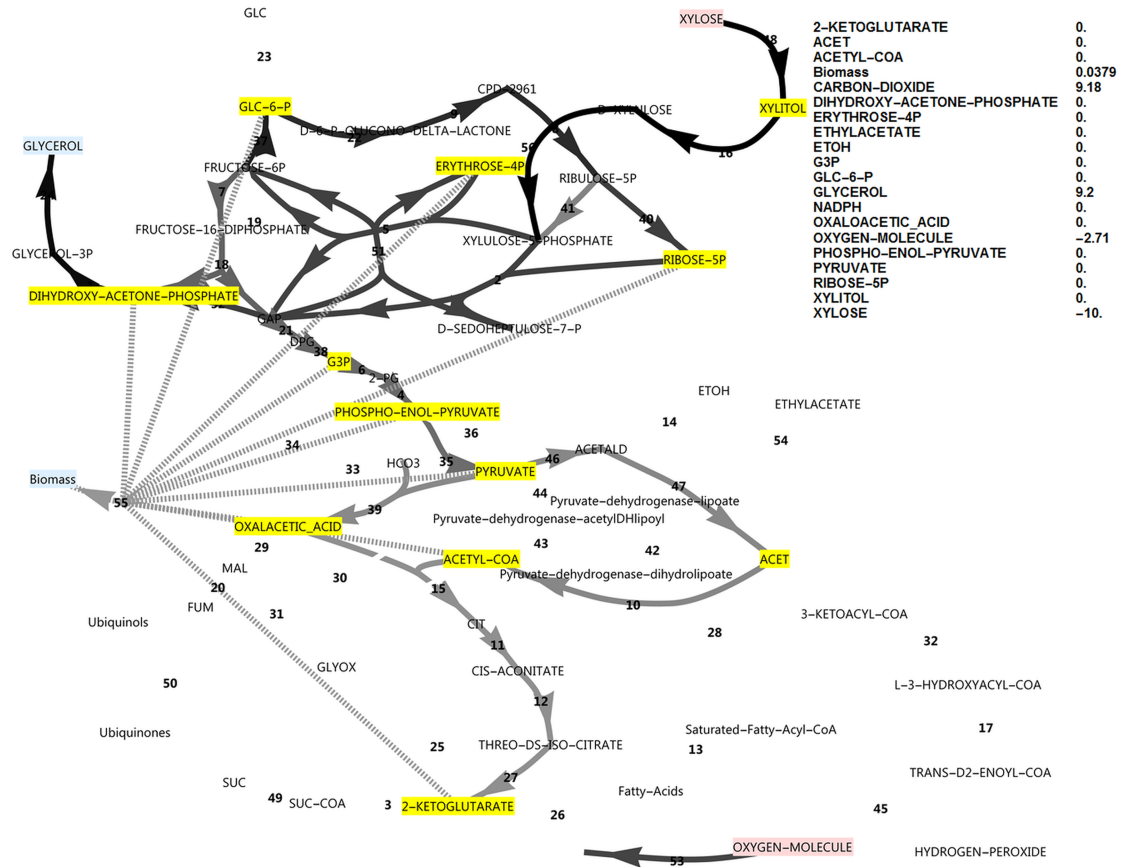 GLC
XYLOSE
48
23
2−KETOGLUTARATE 0.
ACET 0.
ACETYL−COA 0.
Biomass 0.0379
CARBON−DIOXIDE 9.18
DIHYDROXY−ACETONE−PHOSPHATE 0.
ERYTHROSE−4P 0.
ETHYLACETATE 0.
ETOH 0.
G3P 0.
GLC−6−P 0.
GLYCEROL 9.2
NADPH 0.
OXALOACETIC_ACID 0.
OXYGEN−MOLECULE −2.71
PHOSPHO−ENOL−PYRUVATE 0.
PYRUVATE 0.
RIBOSE−5P 0.
XYLITOL 0.
XYLOSE −10.
CPD−2961
GLC−6−P
9
D−XYLULOSE
XYLITOL
D−6−P−GLUCONO−DELTA−LACTONE
22
37
GLYCEROL
56
16
FRUCTOSE−6P
ERYTHROSE−4P
RIBULOSE−5P
7
41
40
19
FRUCTOSE−16−DIPHOSPHATE
5
XYLULOSE−5−PHOSPHATE
GLYCEROL−3P
51
RIBOSE−5P
18
2
DIHYDROXY−ACETONE−PHOSPHATE
GAP
21
D−SEDOHEPTULOSE−7−P
DPG
38
G3P
6
2−PG
4
ETOH
ETHYLACETATE
PHOSPHO−ENOL−PYRUVATE
14
36
54
34
ACETALD
HCO3
35
46
33
PYRUVATE
Biomass
47
44
Pyruvate−dehydrogenase−lipoate
55
39
Pyruvate−dehydrogenase−acetylDHlipoyl
OXALACETIC_ACID
29
43
42
ACETYL−COA
ACET
MAL
30
Pyruvate−dehydrogenase−dihydrolipoate
20
15
10
FUM
31
3−KETOACYL−COA
Ubiquinols
CIT
28
32
11
GLYOX
CIS−ACONITATE
50
L−3−HYDROXYACYL−COA
12
Ubiquinones
25
THREO−DS−ISO−CITRATE
Saturated−Fatty−Acyl−CoA
17
13
27
TRANS−D2−ENOYL−COA
SUC
49
SUC−COA
3
2−KETOGLUTARATE
Fatty−Acids
26
45
OXYGEN−MOLECULE
53
HYDROGEN−PEROXIDE